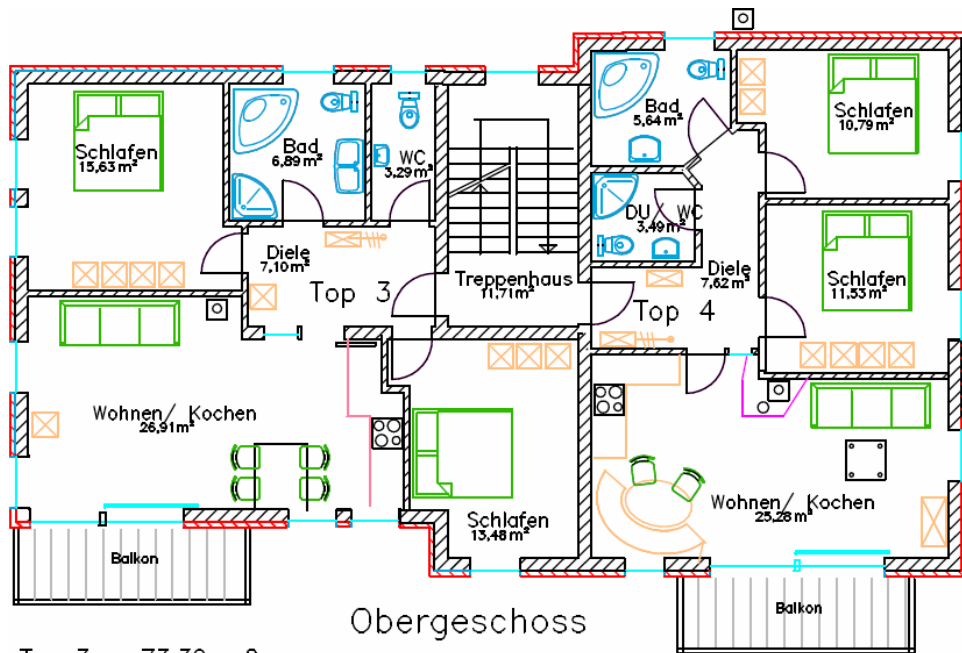 Schlafen
15,63 m²
Bad
6,89 m²
WC
3,29 m²
Bad
5,64 m²
Schlafen
10,79 m²
DU / WC
3,49 m²
Diele
7,10 m²
Top 3
Treppenhaus
11,71 m²
Diele
7,62 m²
Top 4
Schlafen
11,53 m²
Wohnen/ Kochen
26,91 m²
Schlafen
13,48 m²
Wohnen/ Kochen
25,28 m²
Balkon
Balkon
Obergeschoss